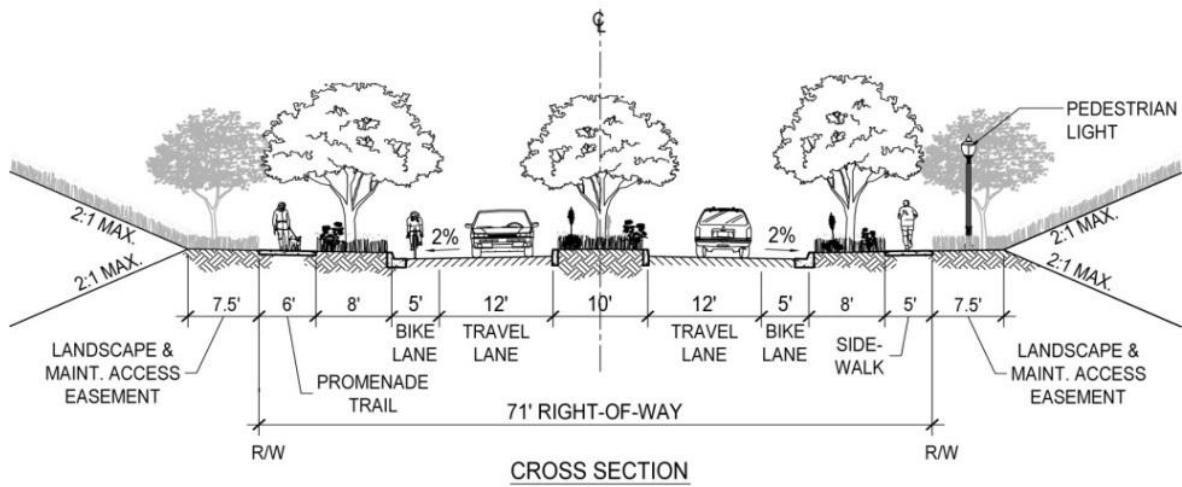 ℄
PEDESTRIAN
LIGHT
2:1 MAX.
2:1 MAX.
2%
2%
2:1 MAX.
2:1 MAX.
7.5'
6'
8'
5'
12'
10'
12'
5'
8'
5'
7.5'
BIKE
LANE
TRAVEL
LANE
TRAVEL
LANE
BIKE
LANE
SIDE-
WALK
LANDSCAPE &
MAINT. ACCESS
EASEMENT
PROMENADE
TRAIL
LANDSCAPE &
MAINT. ACCESS
EASEMENT
71' RIGHT-OF-WAY
R/W
R/W
CROSS SECTION